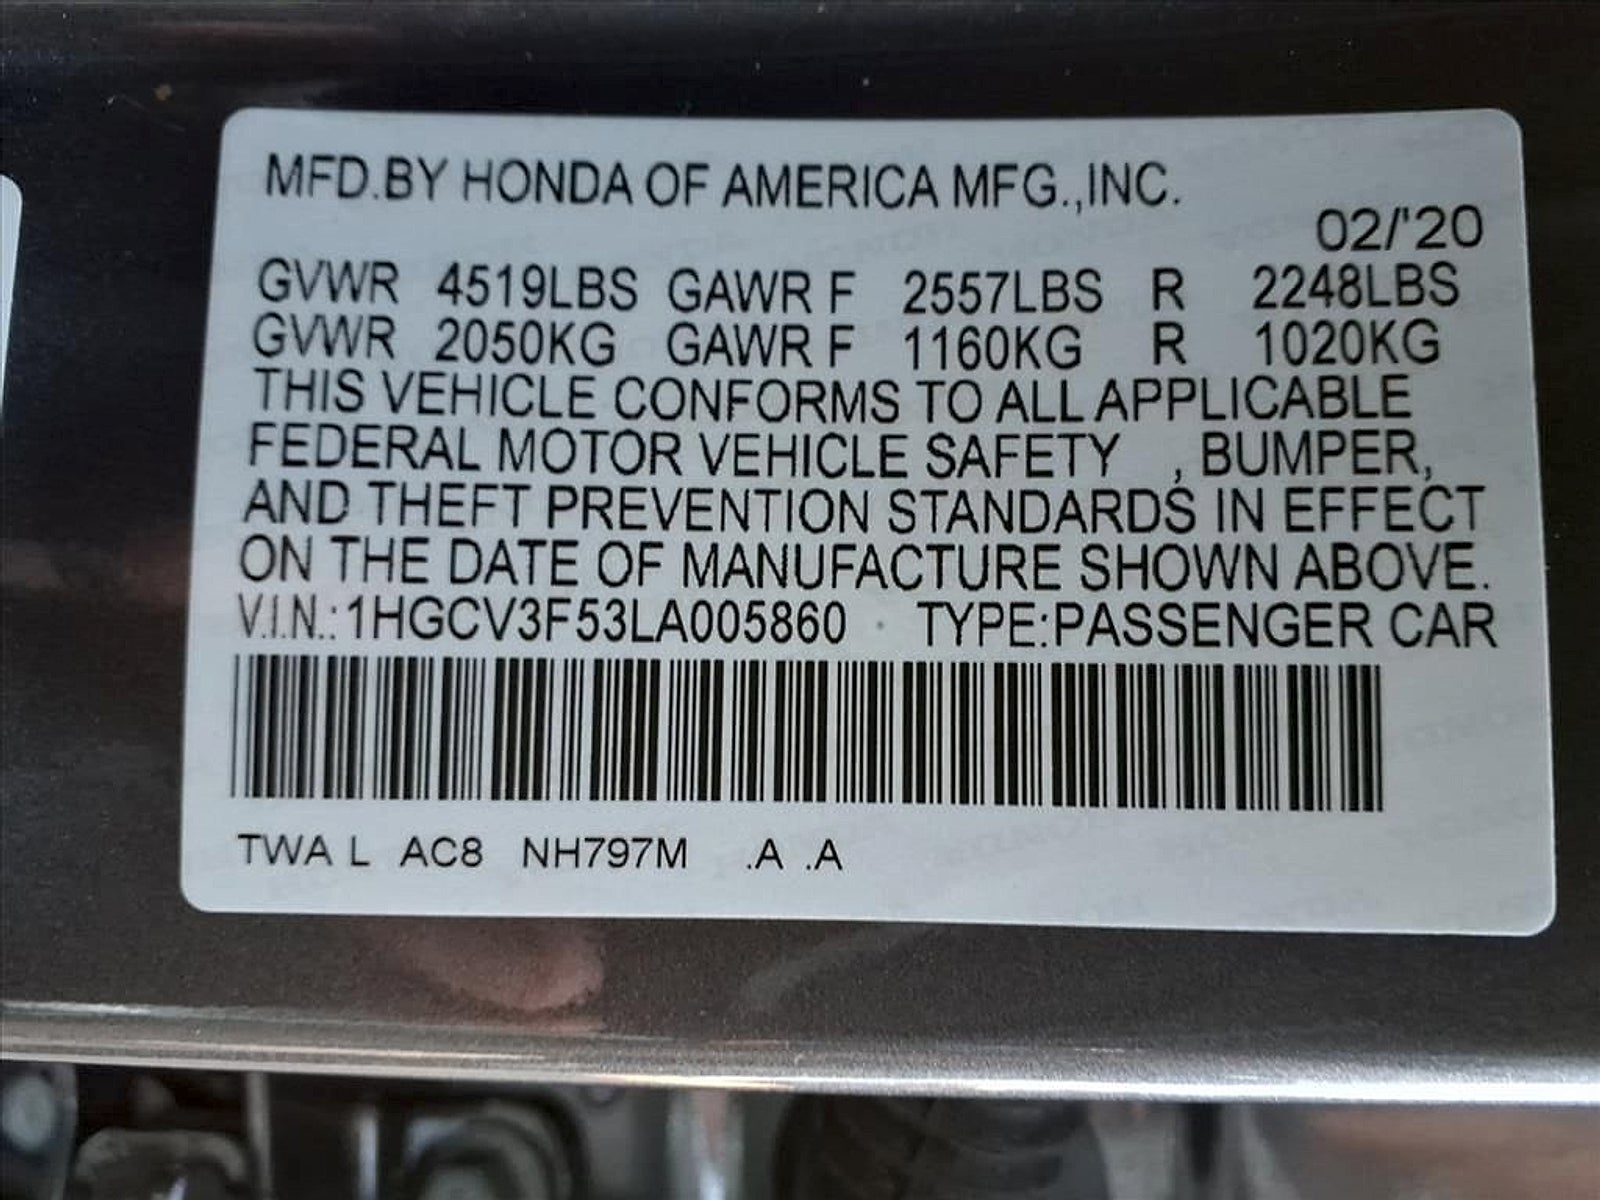 MFD.BY HONDA OF AMERICA MFG.,INC.
02/'20
GVWR 4519LBS GAWR F 2557LBS R 2248LBS
GVWR 2050KG GAWR F 1160KG R 1020KG
THIS VEHICLE CONFORMS TO ALL APPLICABLE
FEDERAL MOTOR VEHICLE SAFETY , BUMPER,
AND THEFT PREVENTION STANDARDS IN EFFECT
ON THE DATE OF MANUFACTURE SHOWN ABOVE.
V.I.N.:1HGCV3F53LA005860 TYPE:PASSENGER CAR
TWA L AC8 NH797M .A .A